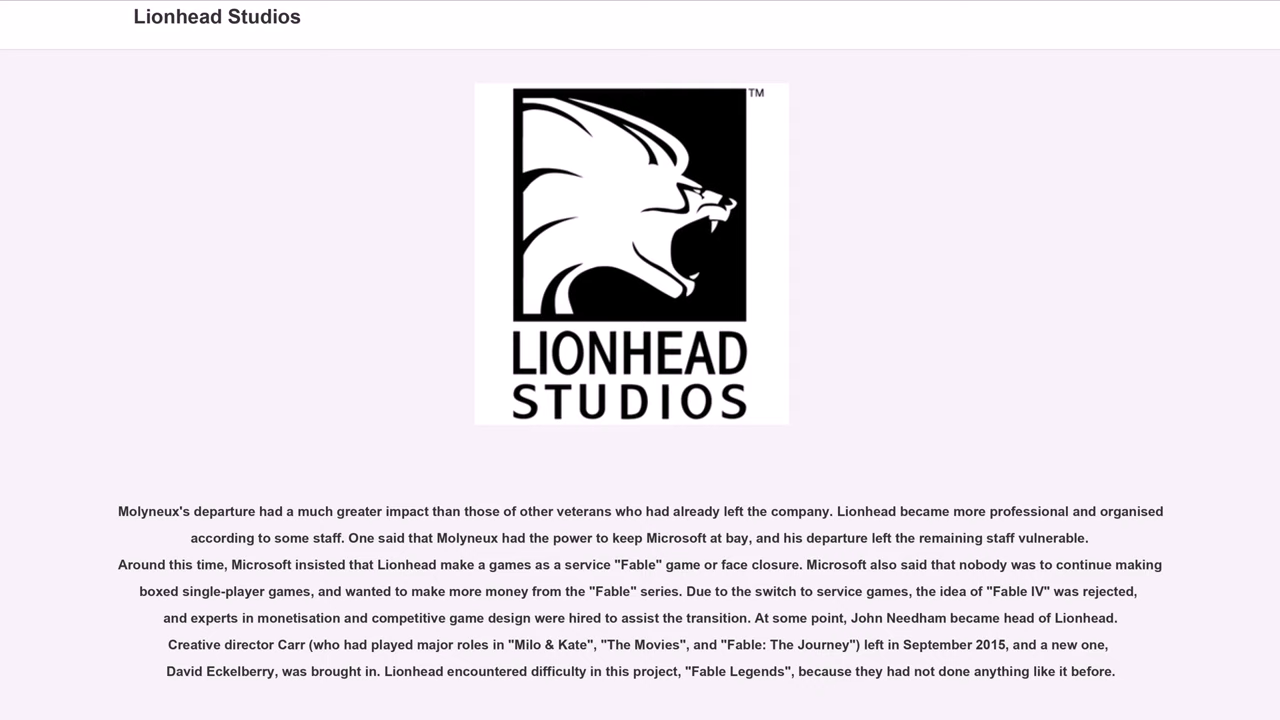 Lionhead Studios
TM
LIONHEAD
STUDIOS
Molyneux's departure had a much greater impact than those of other veterans who had already left the company. Lionhead became more professional and organised
according to some staff. One said that Molyneux had the power to keep Microsoft at bay, and his departure left the remaining staff vulnerable.
Around this time, Microsoft insisted that Lionhead make a games as a service "Fable" game or face closure. Microsoft also said that nobody was to continue making
boxed single-player games, and wanted to make more money from the "Fable" series. Due to the switch to service games, the idea of "Fable IV" was rejected,
and experts in monetisation and competitive game design were hired to assist the transition. At some point, John Needham became head of Lionhead.
Creative director Carr (who had played major roles in "Milo & Kate", "The Movies", and "Fable: The Journey") left in September 2015, and a new one,
David Eckelberry, was brought in. Lionhead encountered difficulty in this project, "Fable Legends", because they had not done anything like it before.